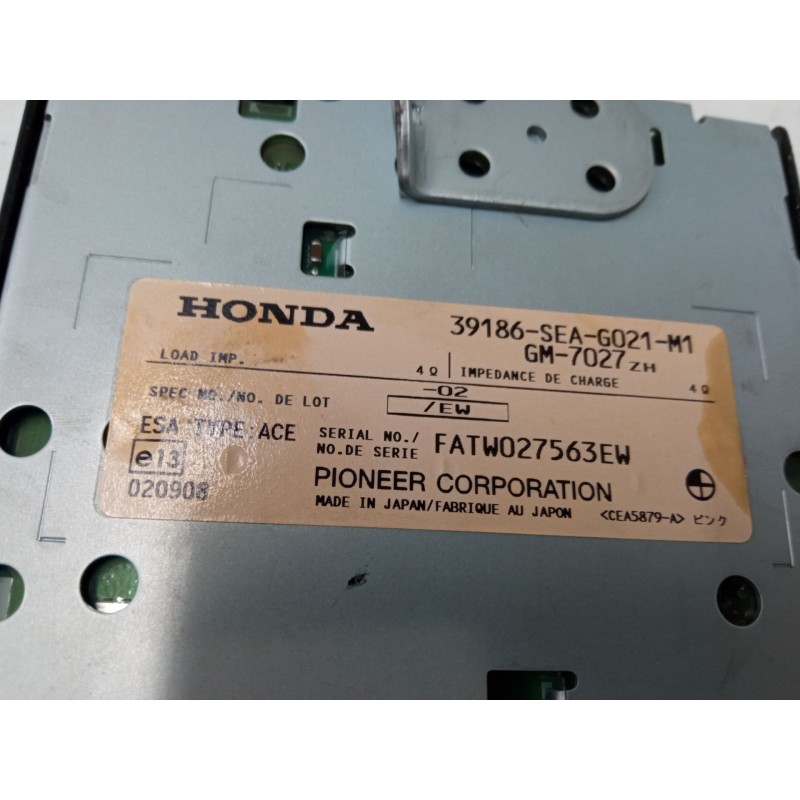 HONDA 39186-SEA-G021-M1
GM-7027 ZH
LOAD IMP. 4Ω IMPEDANCE DE CHARGE 4Ω
SPEC NO./NO. DE LOT -02
/EW
ESA TYPE:ACE SERIAL NO./ NO.DE SERIE FATW027563EW
e13
020908 PIONEER CORPORATION
MADE IN JAPAN/FABRIQUE AU JAPON <CEA5879-A> ピンク